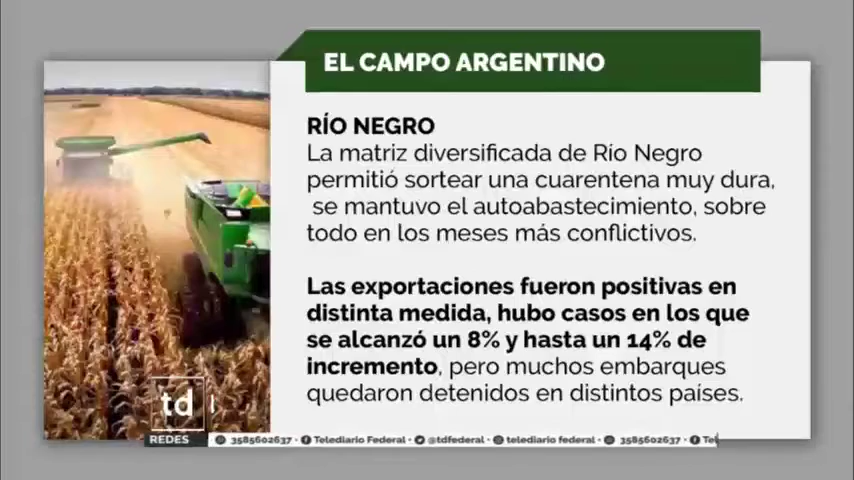 EL CAMPO ARGENTINO
RÍO NEGRO
La matriz diversificada de Río Negro
permitió sortear una cuarentena muy dura,
se mantuvo el autoabastecimiento, sobre
todo en los meses más conflictivos.
Las exportaciones fueron positivas en
distinta medida, hubo casos en los que
se alcanzó un 8% y hasta un 14% de
incremento, pero muchos embarques
quedaron detenidos en distintos países.
td
REDES 3585602637 • Telediario Federal • @tdfederal • telediario federal • 3585602637 • Tel